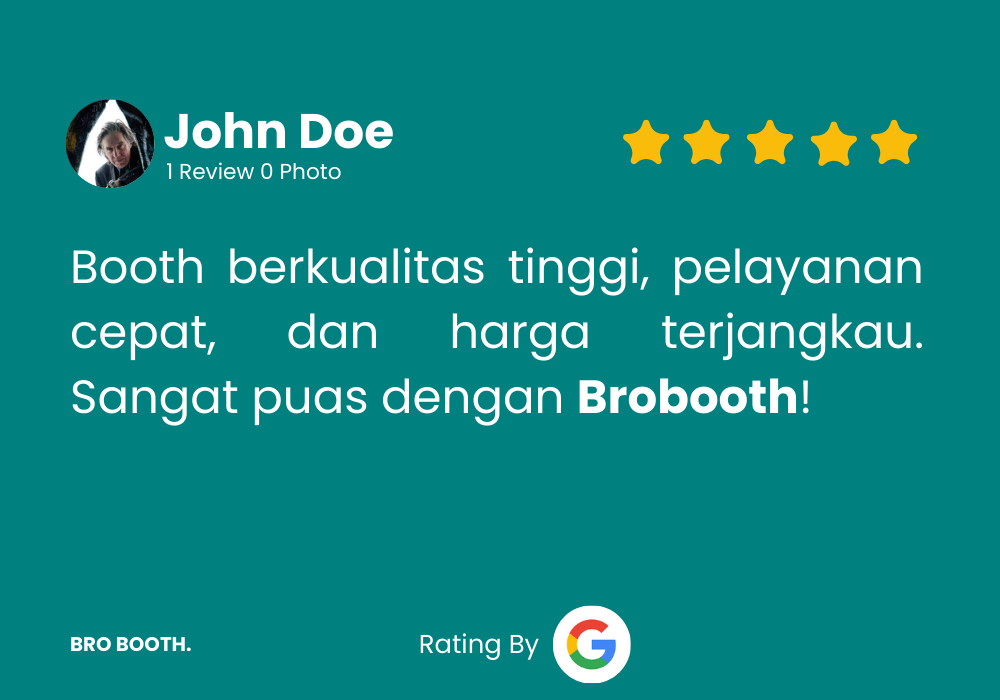 John Doe
1 Review 0 Photo
Booth berkualitas tinggi, pelayanan
cepat, dan harga terjangkau.
Sangat puas dengan Brobooth!
BRO BOOTH.
Rating By G